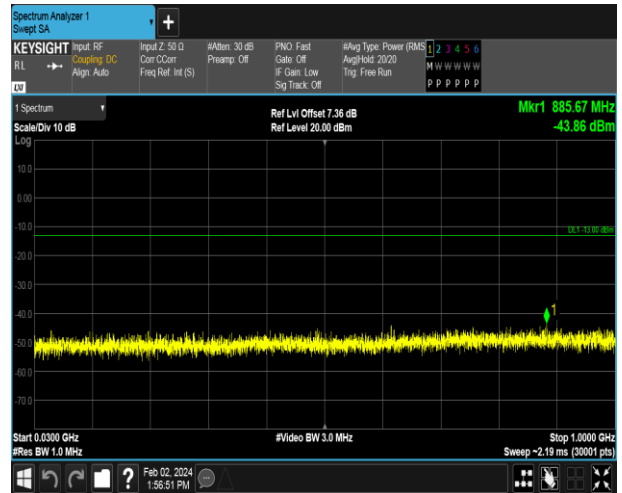 Spectrum Analyzer 1
Swept SA
+
KEYSIGHT Input: RF Input Z: 50 Ω #Atten: 30 dB PNO: Fast #Avg Type: Power (RMS 1 2 3 4 5 6
RL Coupling: DC Corr CCorr Preamp: Off Gate: Off Avg|Hold: 20/20 M W W W W W
Align: Auto Freq Ref: Int (S) IF Gain: Low Trig: Free Run
LXI Sig Track: Off P P P P P P
1 Spectrum Ref Lvl Offset 7.36 dB Mkr1 885.67 MHz
Scale/Div 10 dB Ref Level 20.00 dBm -43.86 dBm
Log
10.0
0.00
-10.0
DL1 -13.00 dBm
-20.0
-30.0
-40.0
1
-50.0
-60.0
-70.0
Start 0.0300 GHz #Video BW 3.0 MHz Stop 1.0000 GHz
#Res BW 1.0 MHz Sweep ~2.19 ms (30001 pts)
? Feb 02, 2024
1:56:51 PM